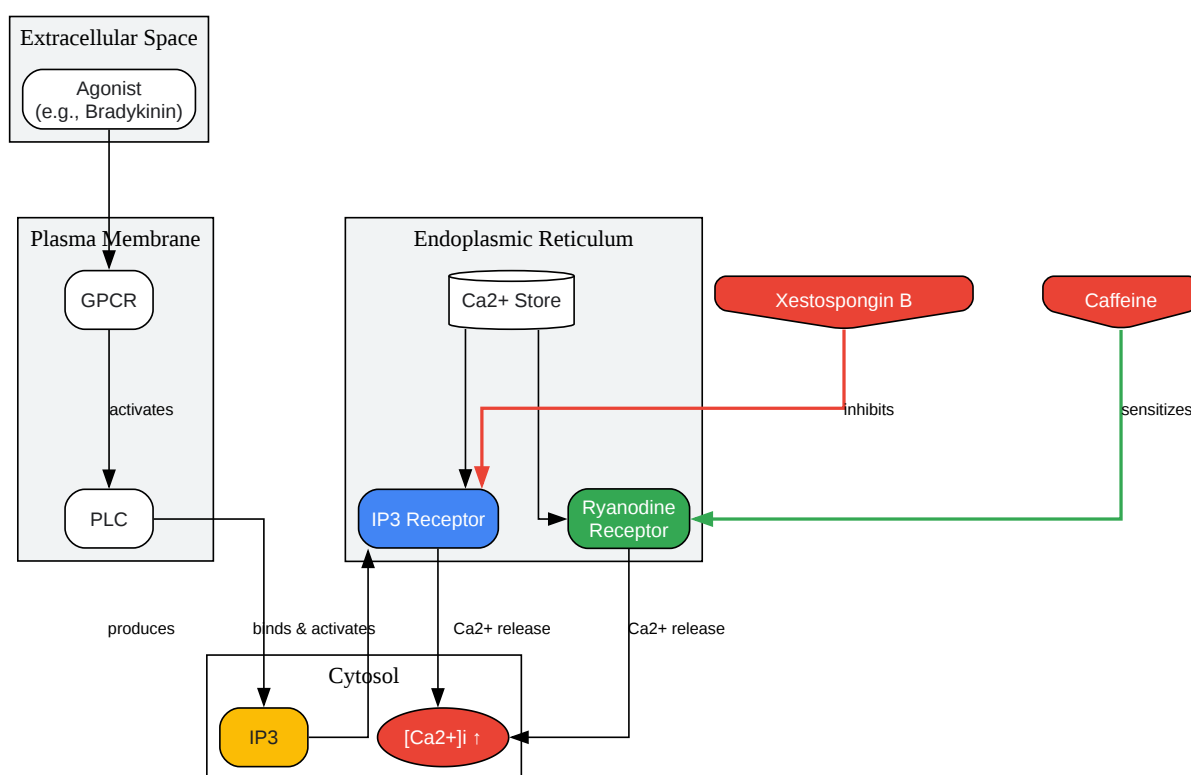 Extracellular Space
Agonist
(e.g., Bradykinin)
Plasma Membrane
GPCR
activates
PLC
Endoplasmic Reticulum
Ca2+ Store
IP3 Receptor
Ryanodine
Receptor
Xestospongin B
inhibits
Caffeine
sensitizes
produces
binds & activates
Ca2+ release
Ca2+ release
Cytosol
IP3
[Ca2+]i ↑